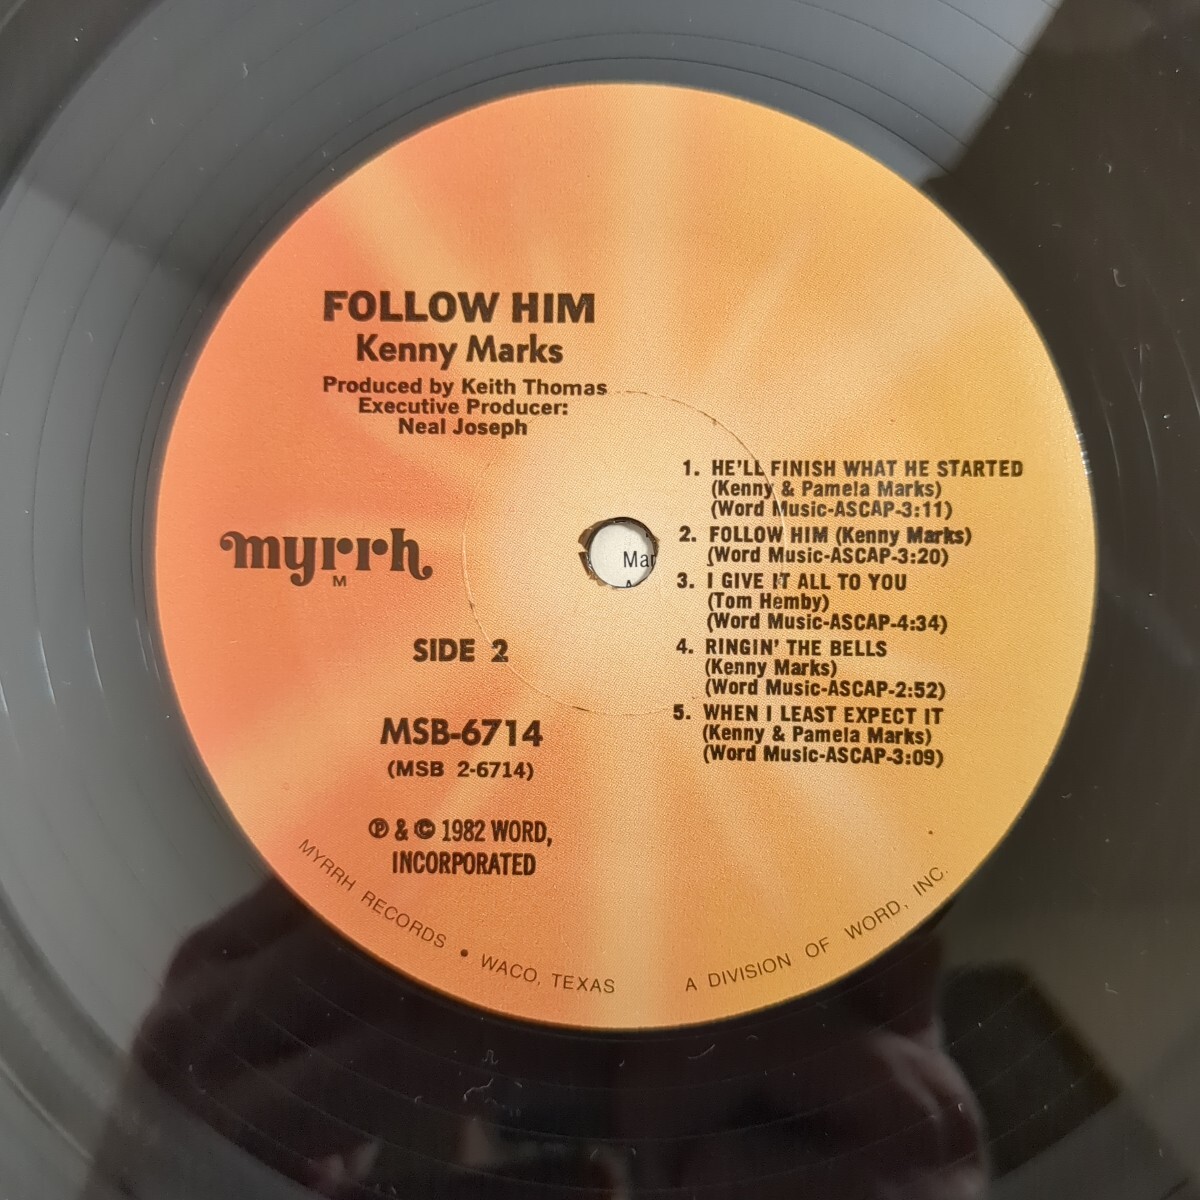 FOLLOW HIM
Kenny Marks
Produced by Keith Thomas
Executive Producer:
Neal Joseph
myrrh
M
SIDE 2
MSB-6714
(MSB 2-6714)
℗ & © 1982 WORD,
INCORPORATED
1. HE'LL FINISH WHAT HE STARTED
(Kenny & Pamela Marks)
(Word Music-ASCAP-3:11)
2. FOLLOW HIM (Kenny Marks)
(Word Music-ASCAP-3:20)
3. I GIVE IT ALL TO YOU
(Tom Hemby)
(Word Music-ASCAP-4:34)
4. RINGIN' THE BELLS
(Kenny Marks)
(Word Music-ASCAP-2:52)
5. WHEN I LEAST EXPECT IT
(Kenny & Pamela Marks)
(Word Music-ASCAP-3:09)
MYRRH RECORDS • WACO, TEXAS A DIVISION OF WORD, INC.